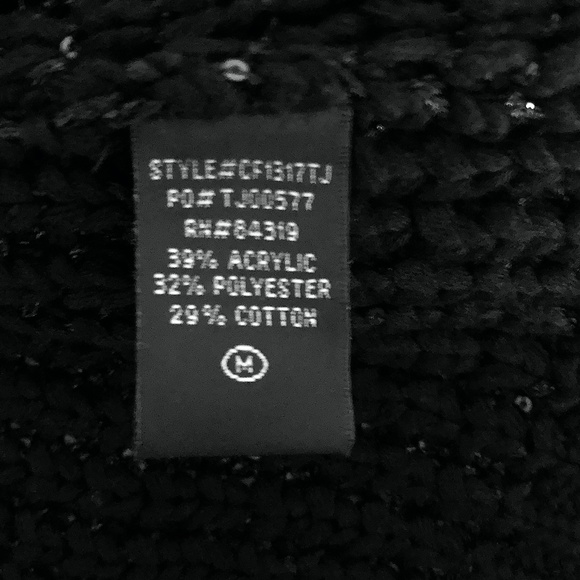 STYLE#CF1317TJ
PO# TJ00577
RN#84319
39% ACRYLIC
32% POLYESTER
29% COTTON
M